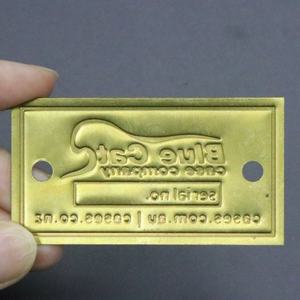 Blue Cat
case company
serial no.
cases.com.au | cases.co.nz